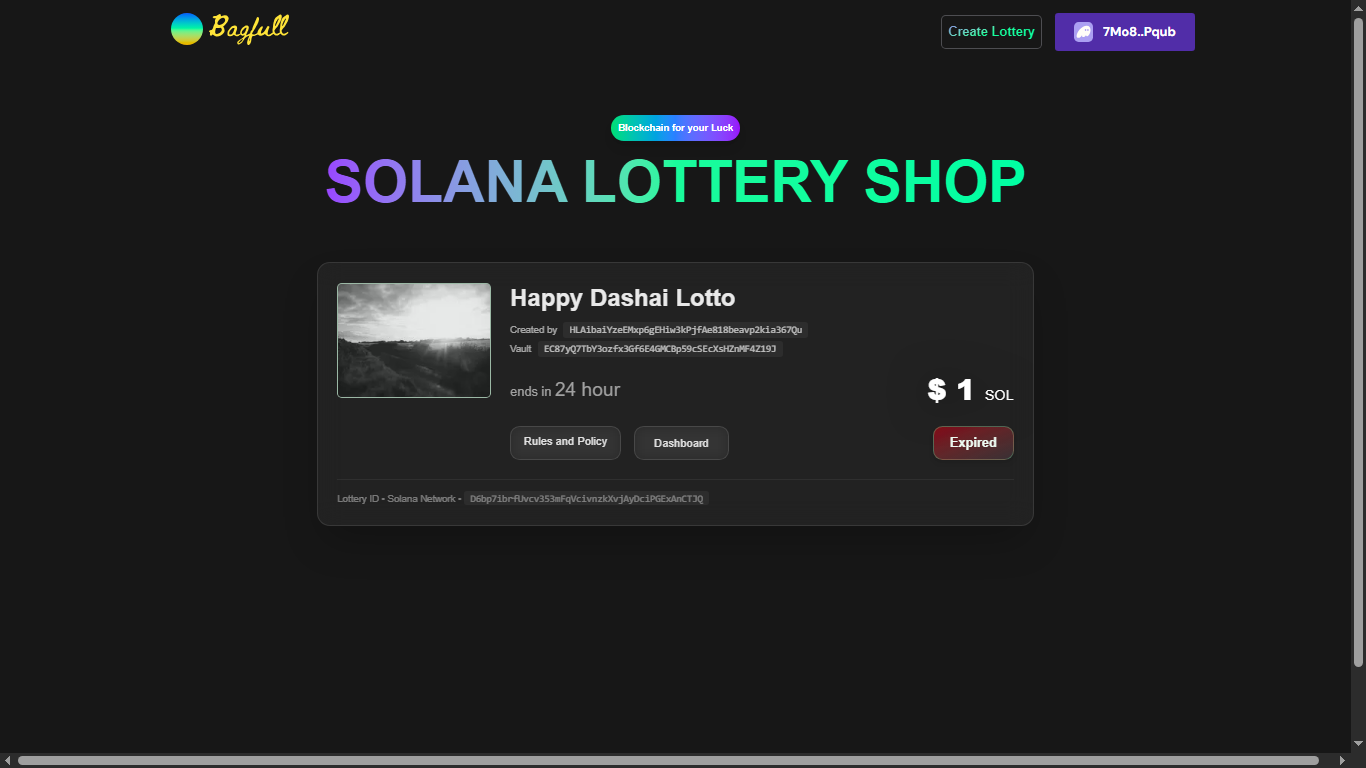 Bagfull
Create Lottery
7Mo8..Pqub
Blockchain for your Luck
SOLANA LOTTERY SHOP
Happy Dashai Lotto
Created by HLAibaiYzeEMxp6gEHiw3kPjfAe818beavp2kia367Qu
Vault EC87yQ7TbY3ozfx3Gf6E4GMCBp59cSEcXsHZnMF4Z19J
ends in 24 hour
$ 1 SOL
Rules and Policy
Dashboard
Expired
Lottery ID - Solana Network - D6bp7ibrfUvcv353mFqVcivnzkXvjAyDciPGExAnCTJQ